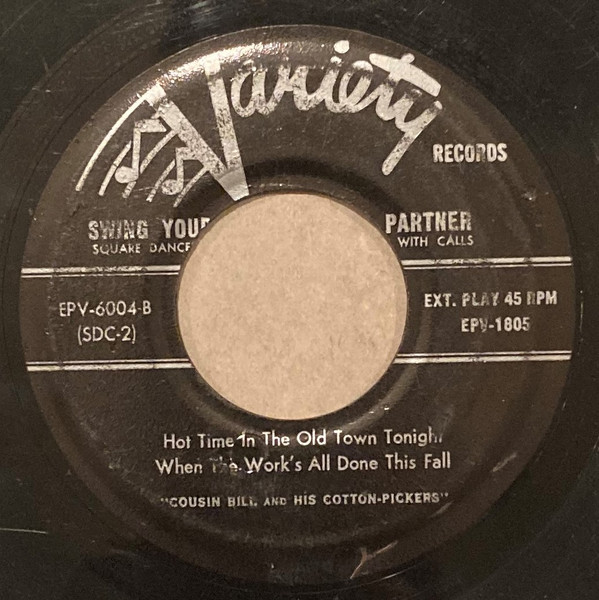 Variety
RECORDS
SWING YOUR PARTNER
SQUARE DANCE WITH CALLS
EPV-6004-B
(SDC-2)
EXT. PLAY 45 RPM
EPV-1805
Hot Time In The Old Town Tonight
When The Work's All Done This Fall
"COUSIN BILL AND HIS COTTON-PICKERS"